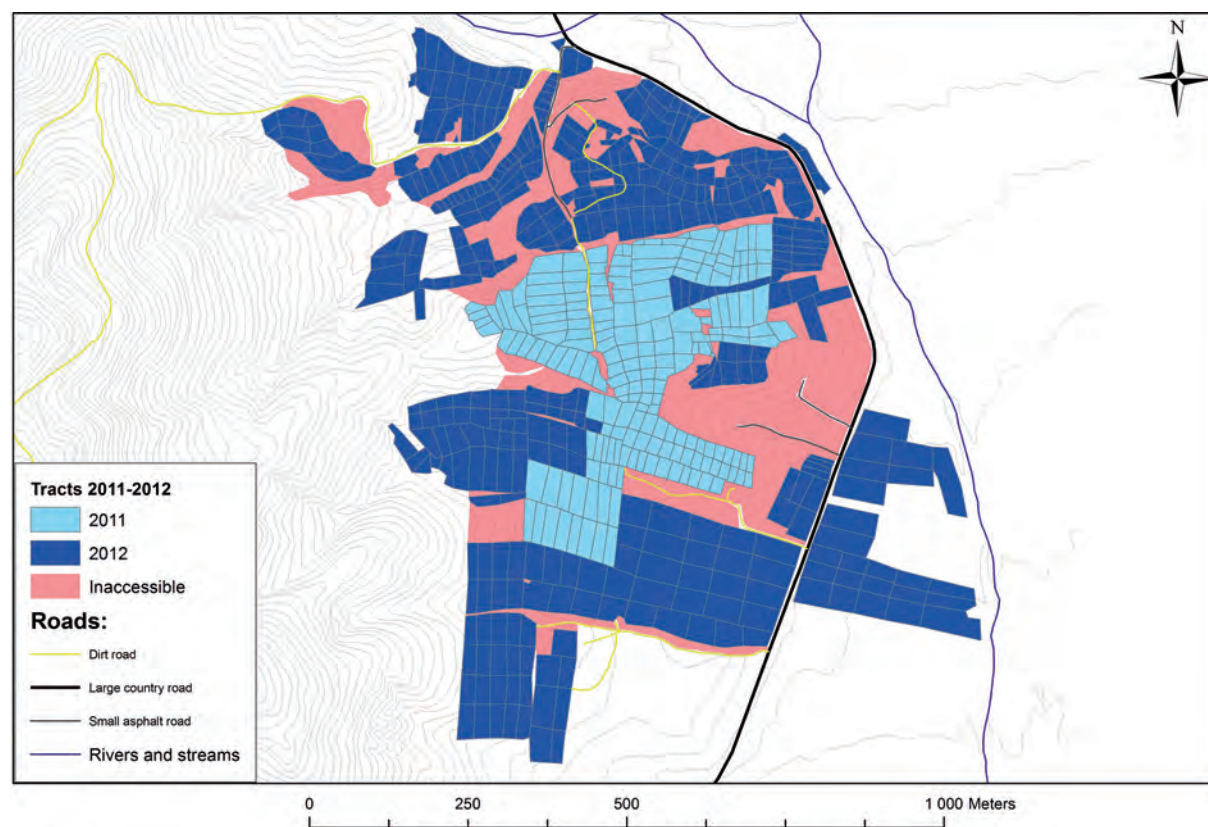 N
Tracts 2011-2012
2011
2012
Inaccessible
Roads:
Dirt road
Large country road
Small asphalt road
Rivers and streams
0 250 500 1 000 Meters